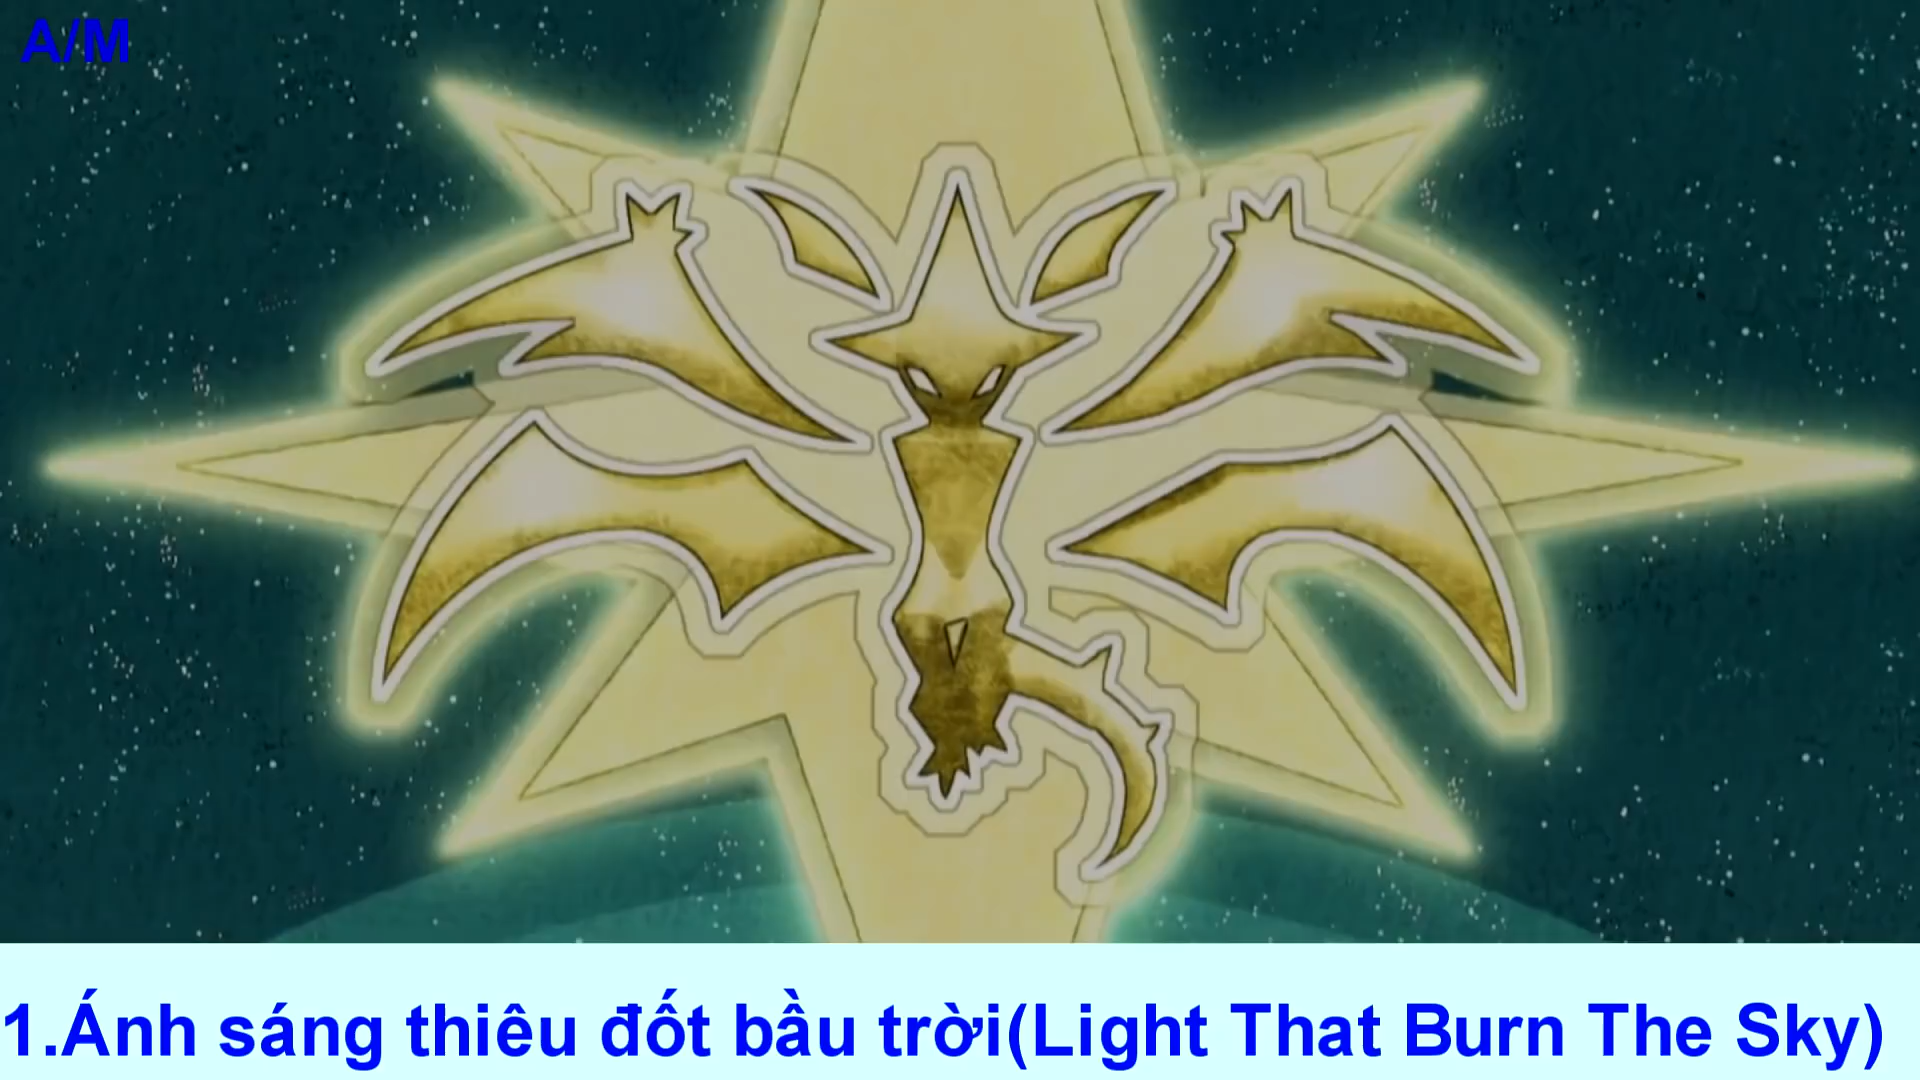 A/M
1.Ánh sáng thiêu đốt bầu trời(Light That Burn The Sky)